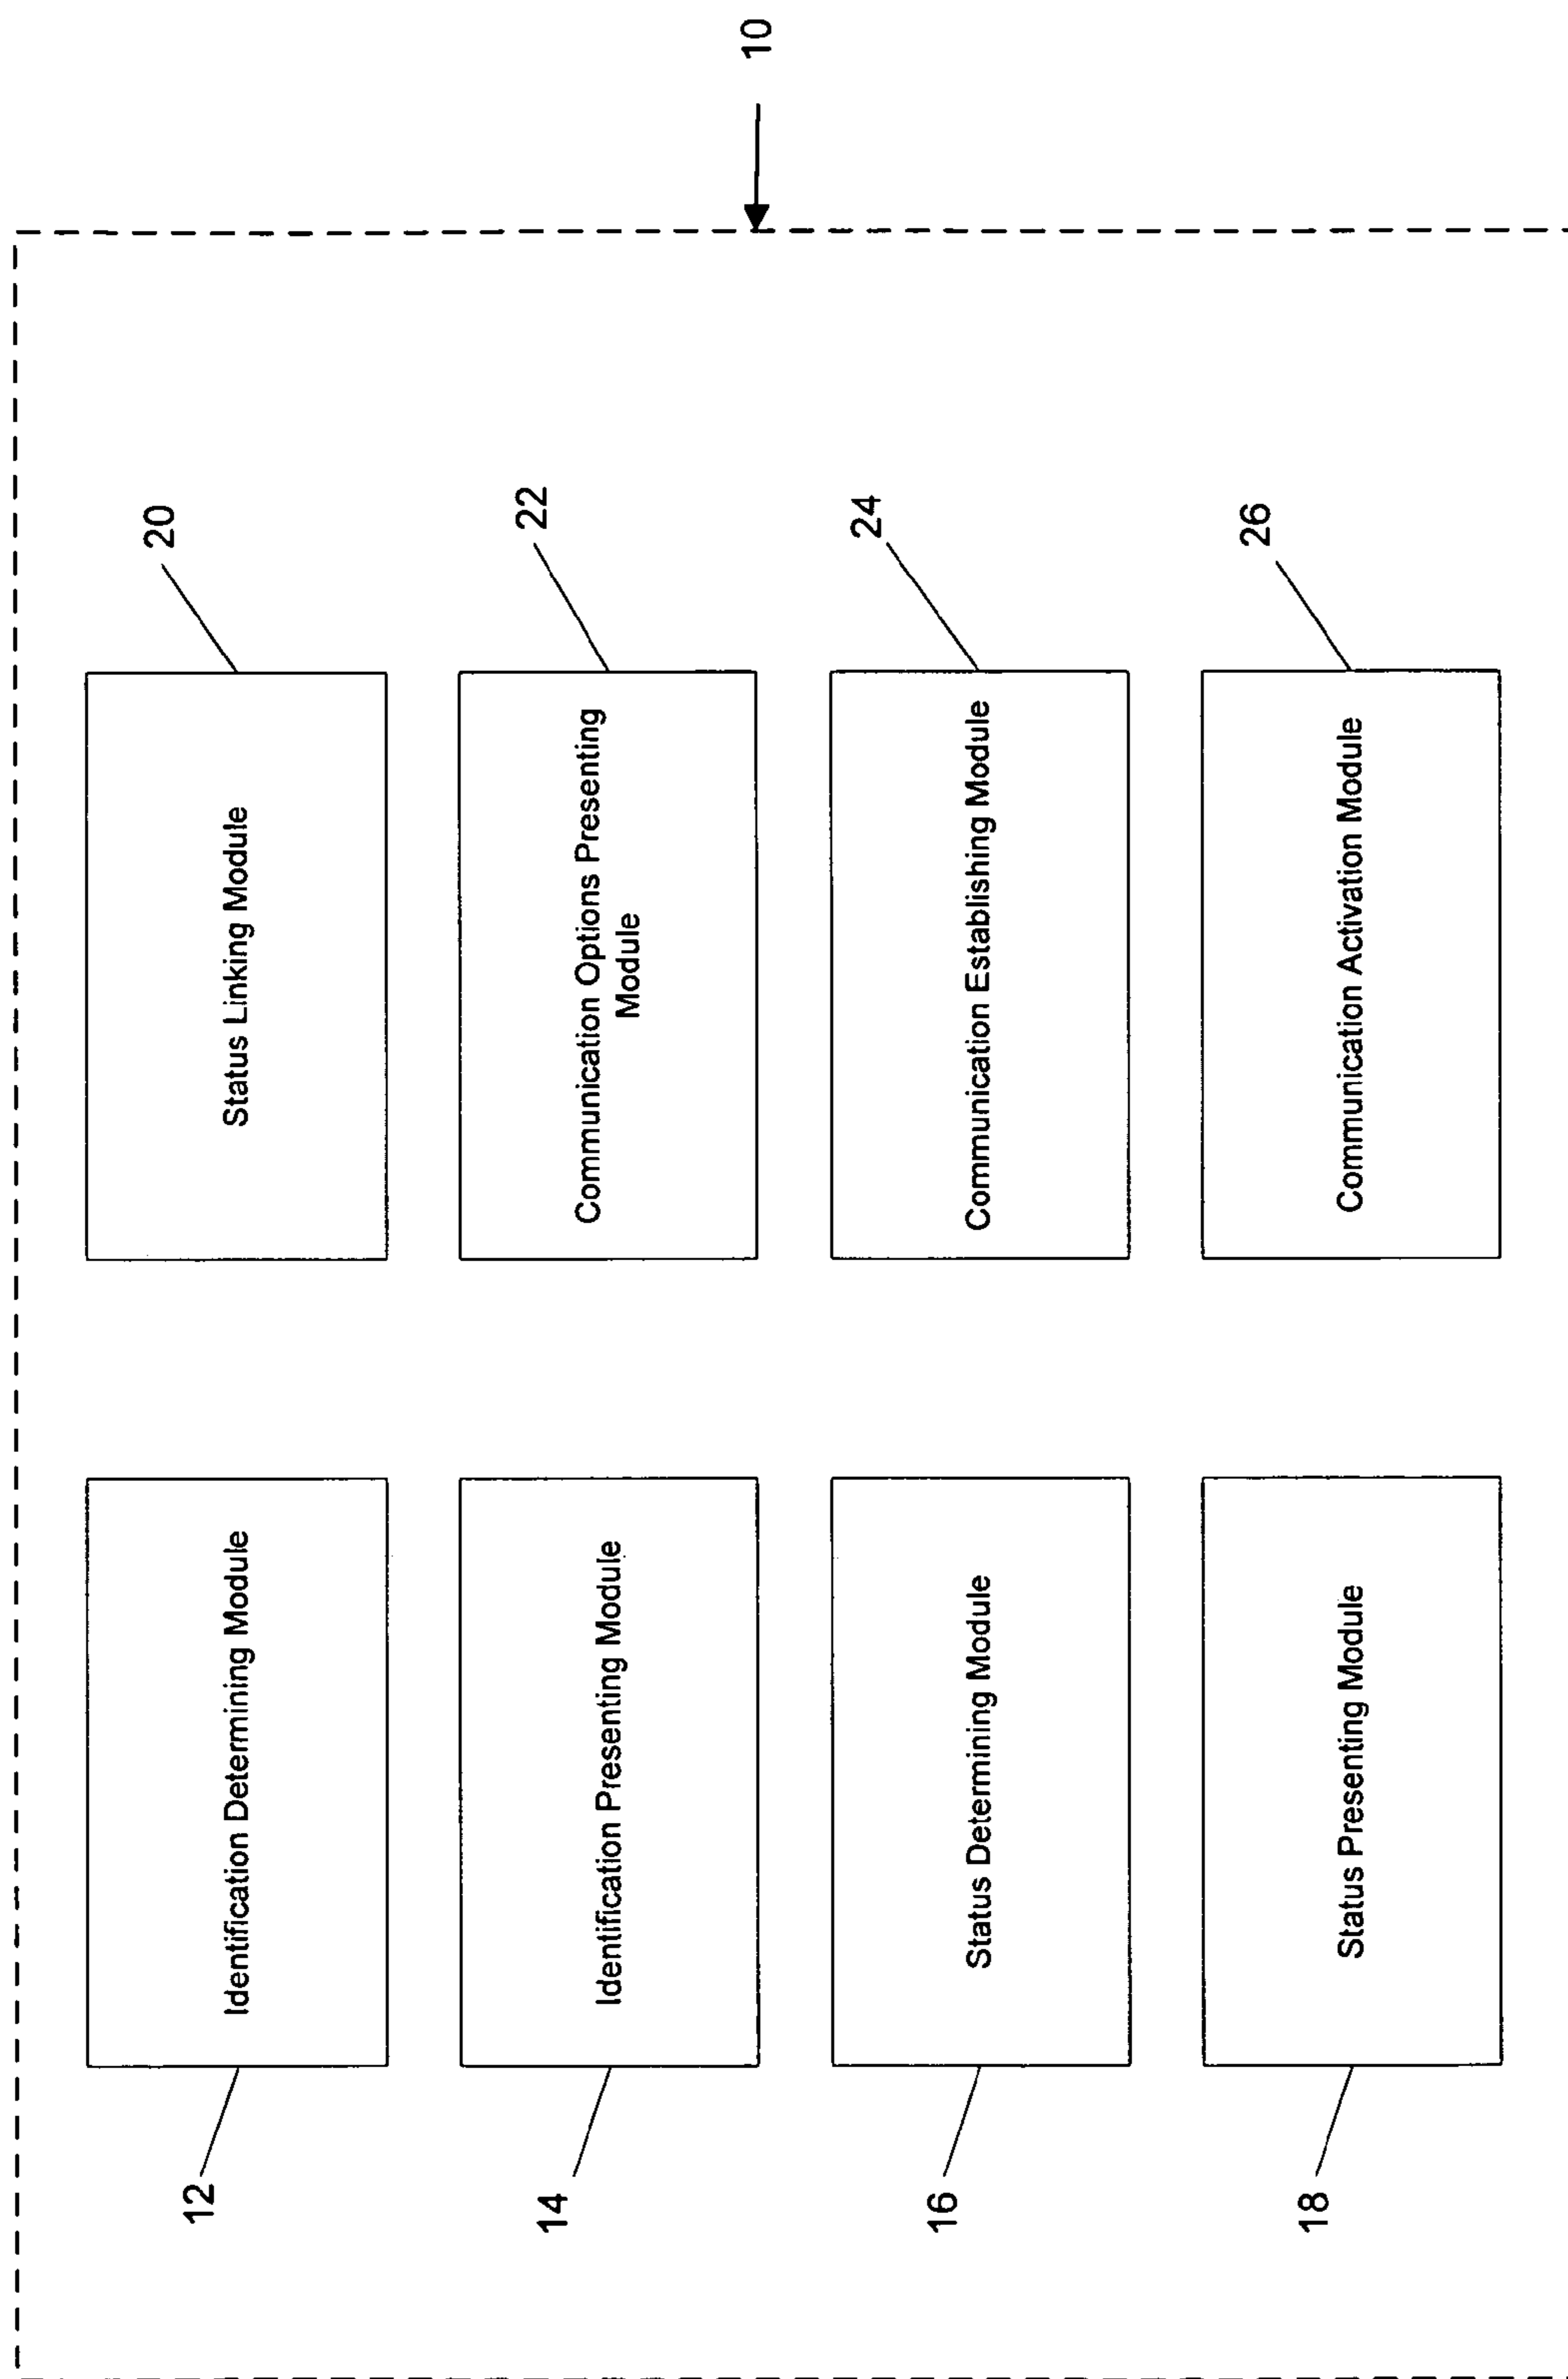 10
12
Identification Determining Module
14
Identification Presenting Module
16
Status Determining Module
18
Status Presenting Module
20
Status Linking Module
22
Communication Options Presenting
Module
24
Communication Establishing Module
26
Communication Activation Module